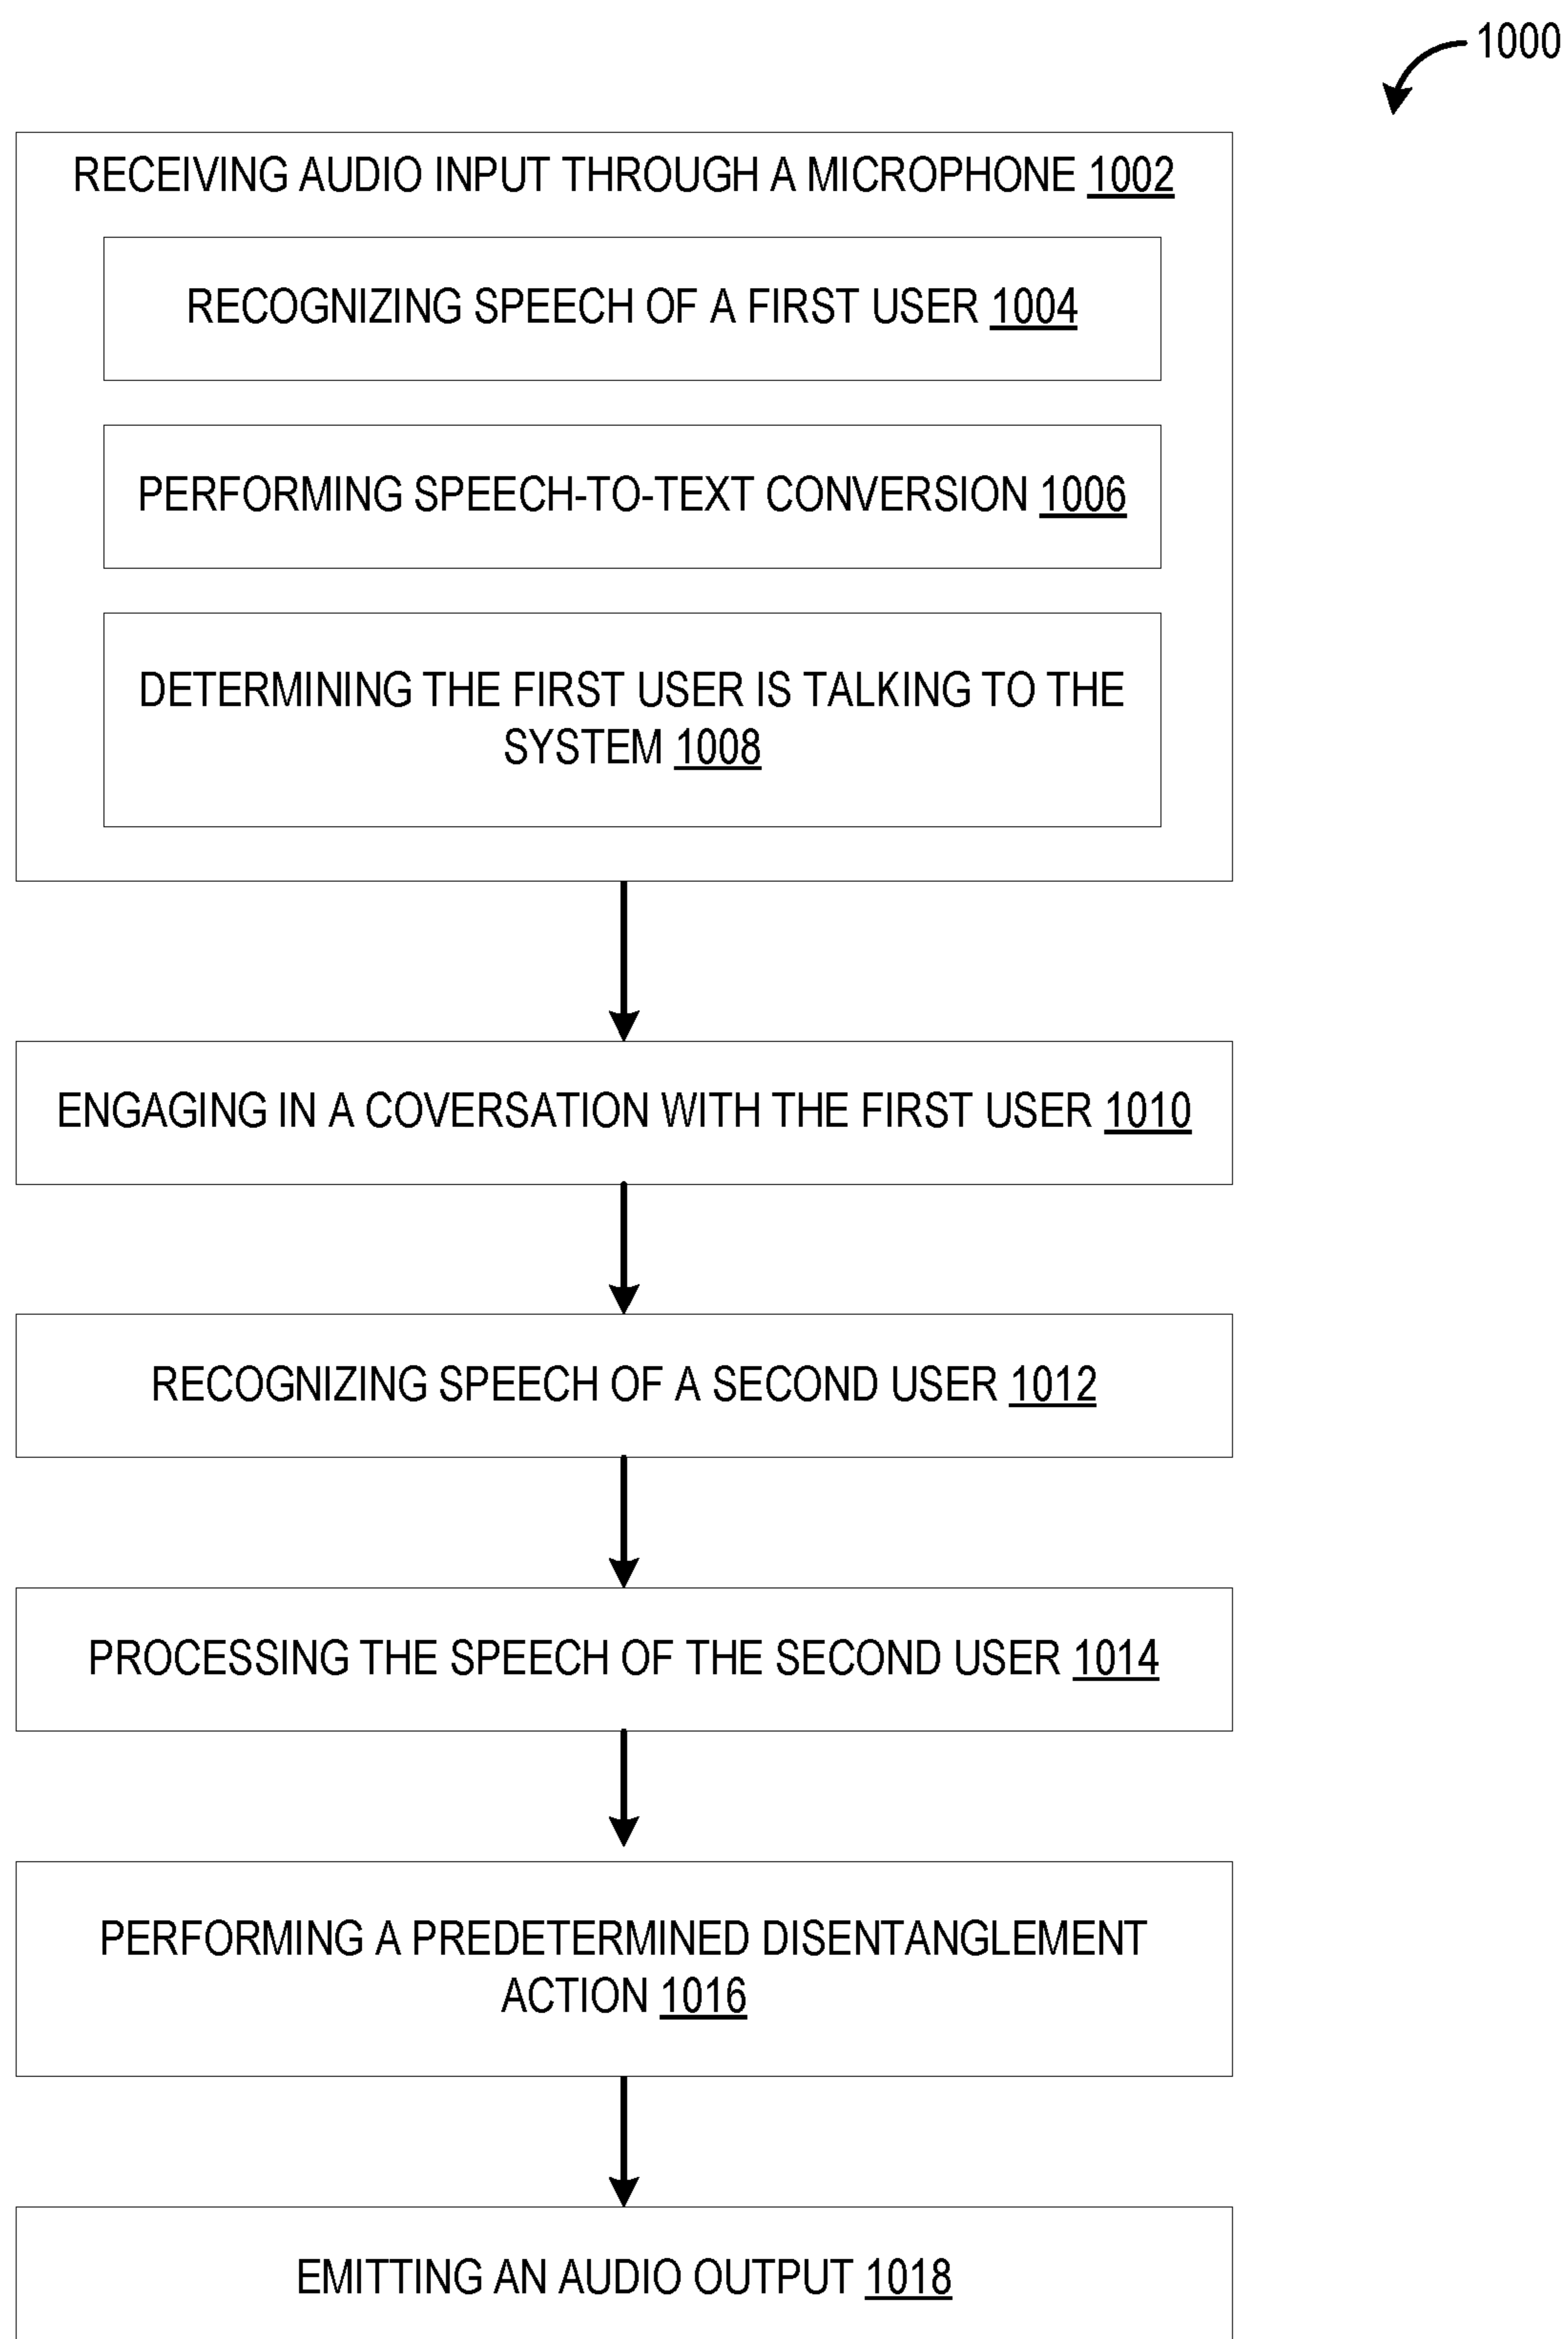 1000
RECEIVING AUDIO INPUT THROUGH A MICROPHONE 1002
RECOGNIZING SPEECH OF A FIRST USER 1004
PERFORMING SPEECH-TO-TEXT CONVERSION 1006
DETERMINING THE FIRST USER IS TALKING TO THE
SYSTEM 1008
ENGAGING IN A COVERSATION WITH THE FIRST USER 1010
RECOGNIZING SPEECH OF A SECOND USER 1012
PROCESSING THE SPEECH OF THE SECOND USER 1014
PERFORMING A PREDETERMINED DISENTANGLEMENT
ACTION 1016
EMITTING AN AUDIO OUTPUT 1018